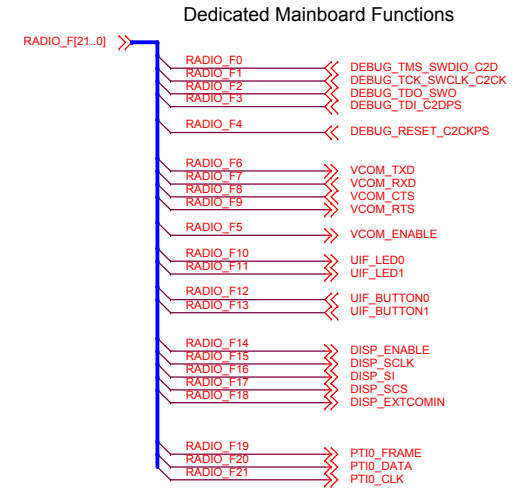 Dedicated Mainboard Functions
RADIO_F[21..0]
RADIO_F0 DEBUG_TMS_SWDIO_C2D
RADIO_F1 DEBUG_TCK_SWCLK_C2CK
RADIO_F2 DEBUG_TDO_SWO
RADIO_F3 DEBUG_TDI_C2DPS
RADIO_F4 DEBUG_RESET_C2CKPS
RADIO_F6 VCOM_TXD
RADIO_F7 VCOM_RXD
RADIO_F8 VCOM_CTS
RADIO_F9 VCOM_RTS
RADIO_F5 VCOM_ENABLE
RADIO_F10 UIF_LED0
RADIO_F11 UIF_LED1
RADIO_F12 UIF_BUTTON0
RADIO_F13 UIF_BUTTON1
RADIO_F14 DISP_ENABLE
RADIO_F15 DISP_SCLK
RADIO_F16 DISP_SI
RADIO_F17 DISP_SCS
RADIO_F18 DISP_EXTCOMIN
RADIO_F19 PTI0_FRAME
RADIO_F20 PTI0_DATA
RADIO_F21 PTI0_CLK